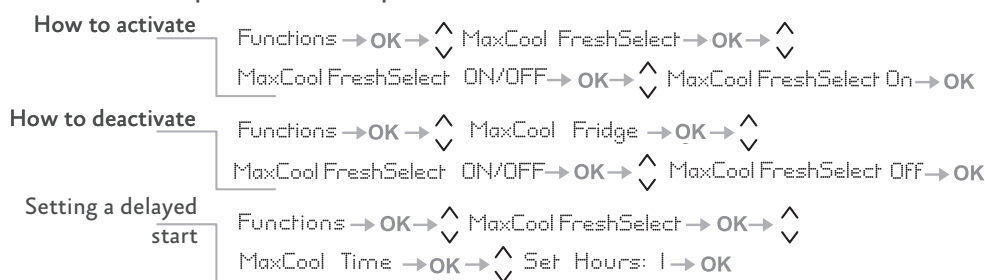 How to activate
Functions → OK → MaxCool FreshSelect → OK →
MaxCool FreshSelect ON/OFF → OK → MaxCool FreshSelect On → OK
How to deactivate
Functions → OK → MaxCool Fridge → OK →
MaxCool FreshSelect ON/OFF → OK → MaxCool FreshSelect Off → OK
Setting a delayed
start
Functions → OK → MaxCool FreshSelect → OK →
MaxCool Time → OK → Set Hours: 1 → OK